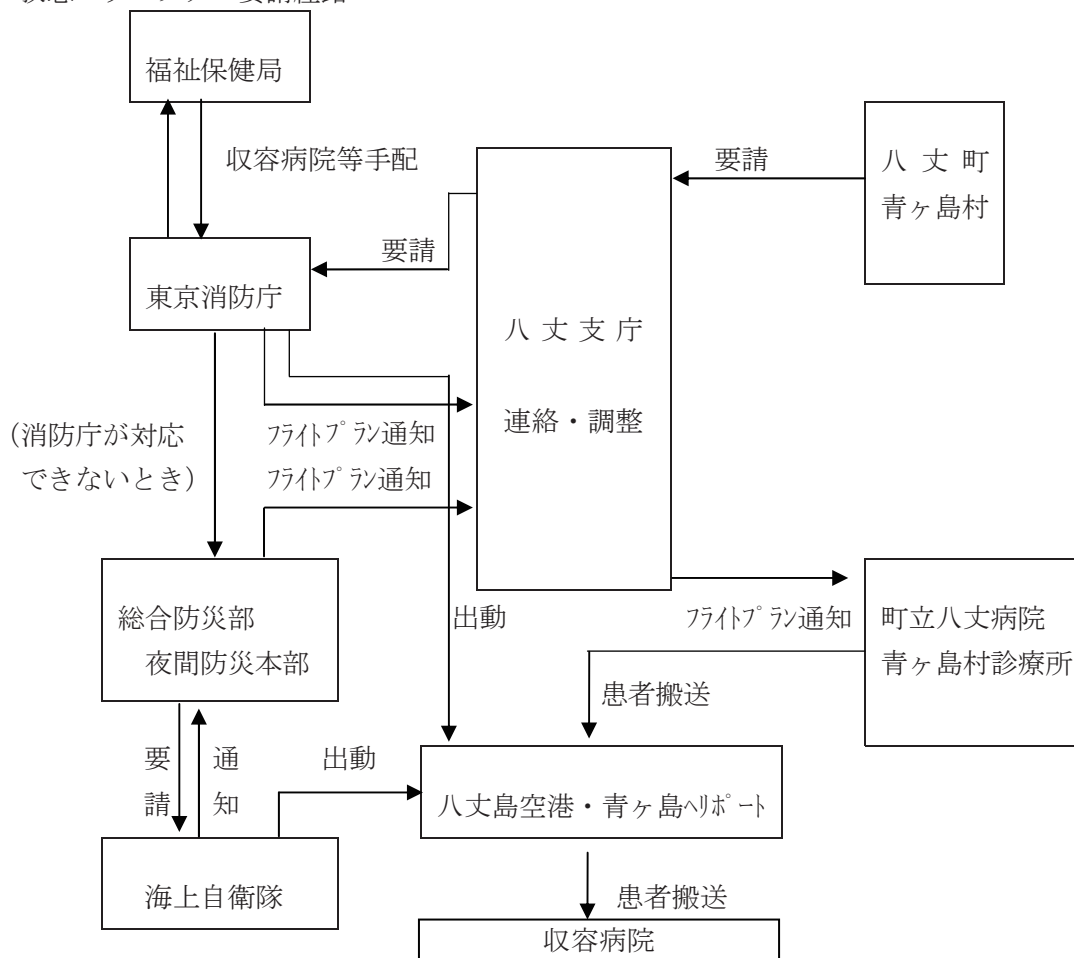 福祉保健局
収容病院等手配
要請
八丈町
青ヶ島村
要請
東京消防庁
八丈支庁
連絡・調整
(消防庁が対応
できないとき)
ﾌﾗｲﾄﾌﾟﾗﾝ通知
ﾌﾗｲﾄﾌﾟﾗﾝ通知
総合防災部
夜間防災本部
出動
ﾌﾗｲﾄﾌﾟﾗﾝ通知
町立八丈病院
青ヶ島村診療所
患者搬送
要請
通知
出動
八丈島空港・青ヶ島ﾍﾘﾎﾟｰﾄ
海上自衛隊
患者搬送
収容病院